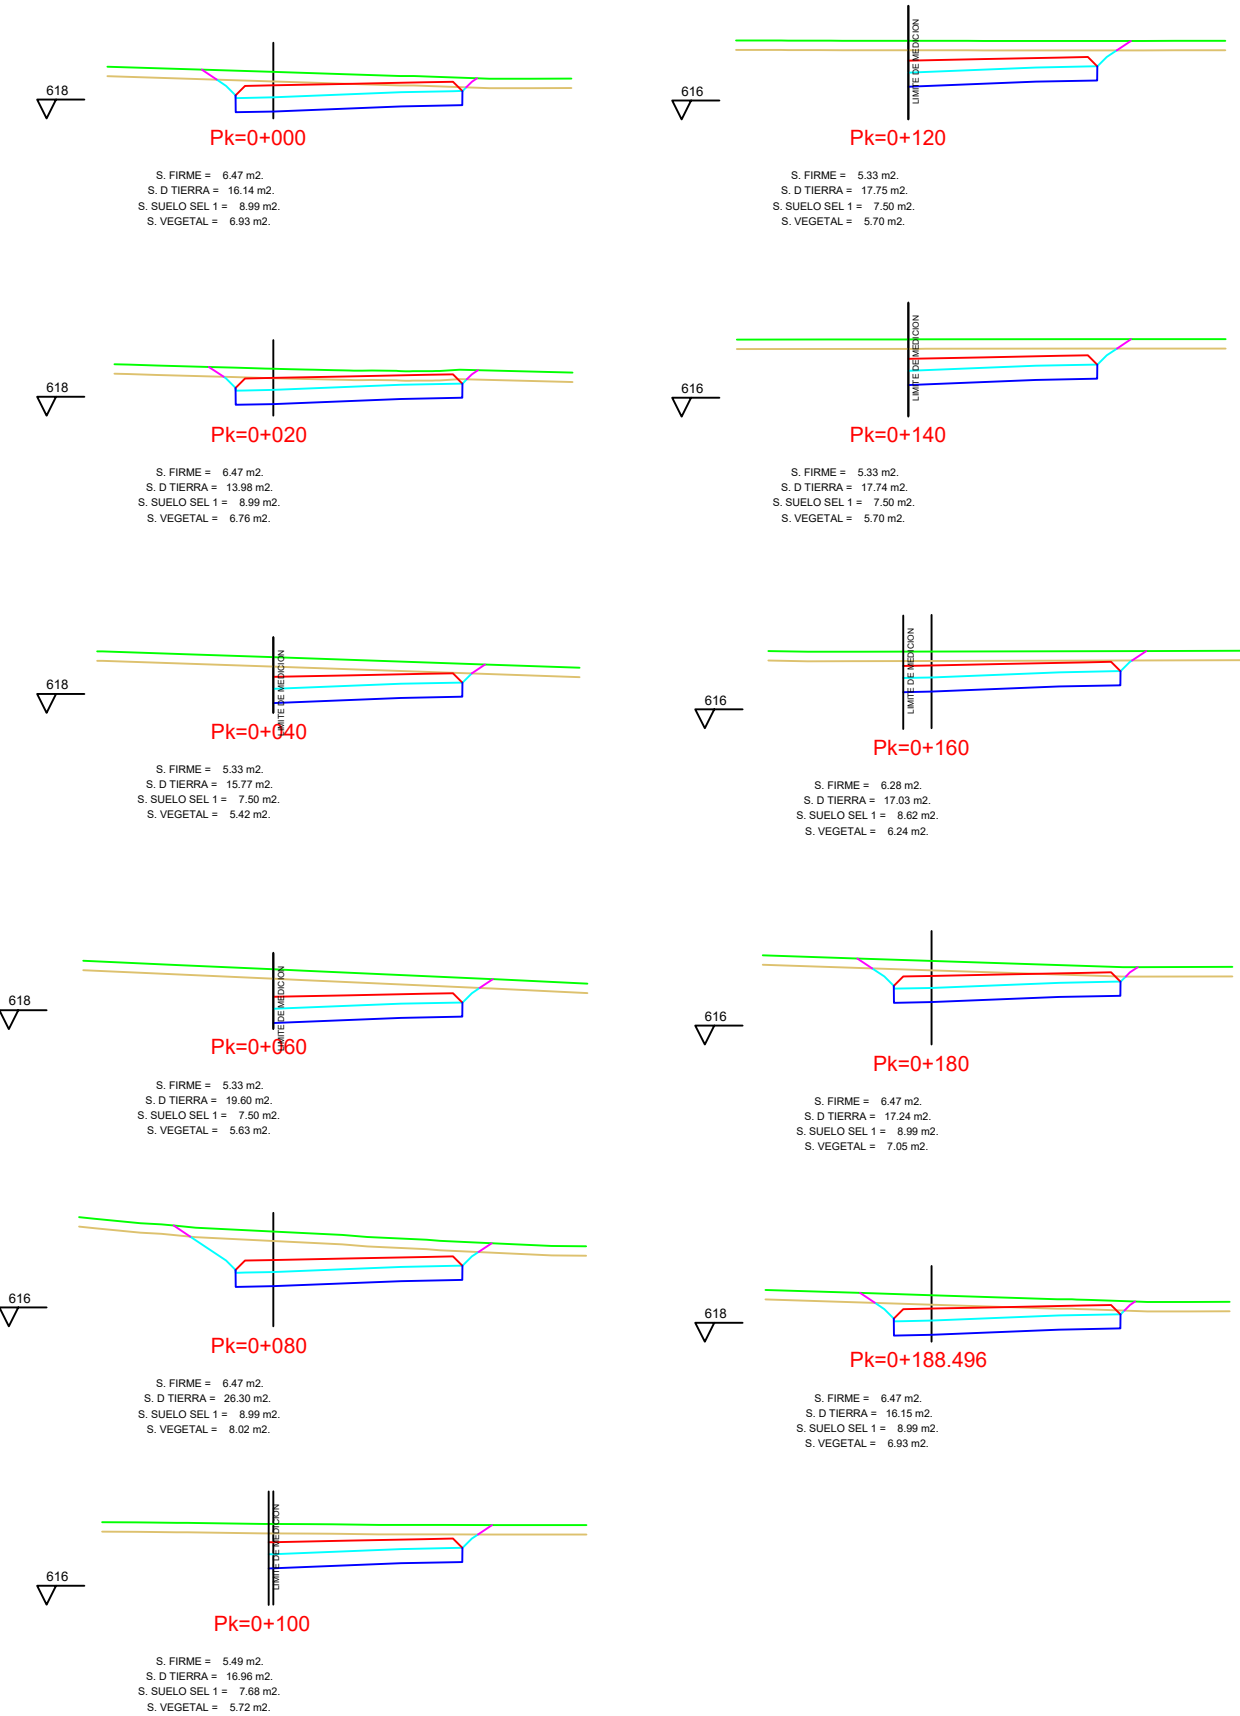 618
Pk=0+000
S. FIRME = 6.47 m2.
S. D TIERRA = 16.14 m2.
S. SUELO SEL 1 = 8.99 m2.
S. VEGETAL = 6.93 m2.
618
Pk=0+020
S. FIRME = 6.47 m2.
S. D TIERRA = 13.98 m2.
S. SUELO SEL 1 = 8.99 m2.
S. VEGETAL = 6.76 m2.
LIMITE DE MEDICION
618
Pk=0+040
S. FIRME = 5.33 m2.
S. D TIERRA = 15.77 m2.
S. SUELO SEL 1 = 7.50 m2.
S. VEGETAL = 5.42 m2.
LIMITE DE MEDICION
618
Pk=0+060
S. FIRME = 5.33 m2.
S. D TIERRA = 19.60 m2.
S. SUELO SEL 1 = 7.50 m2.
S. VEGETAL = 5.63 m2.
616
Pk=0+080
S. FIRME = 6.47 m2.
S. D TIERRA = 26.30 m2.
S. SUELO SEL 1 = 8.99 m2.
S. VEGETAL = 8.02 m2.
LIMITE DE MEDICION
616
Pk=0+100
S. FIRME = 5.49 m2.
S. D TIERRA = 16.96 m2.
S. SUELO SEL 1 = 7.68 m2.
S. VEGETAL = 5.72 m2.
LIMITE DE MEDICION
616
Pk=0+120
S. FIRME = 5.33 m2.
S. D TIERRA = 17.75 m2.
S. SUELO SEL 1 = 7.50 m2.
S. VEGETAL = 5.70 m2.
LIMITE DE MEDICION
616
Pk=0+140
S. FIRME = 5.33 m2.
S. D TIERRA = 17.74 m2.
S. SUELO SEL 1 = 7.50 m2.
S. VEGETAL = 5.70 m2.
LIMITE DE MEDICION
616
Pk=0+160
S. FIRME = 6.28 m2.
S. D TIERRA = 17.03 m2.
S. SUELO SEL 1 = 8.62 m2.
S. VEGETAL = 6.24 m2.
616
Pk=0+180
S. FIRME = 6.47 m2.
S. D TIERRA = 17.24 m2.
S. SUELO SEL 1 = 8.99 m2.
S. VEGETAL = 7.05 m2.
618
Pk=0+188.496
S. FIRME = 6.47 m2.
S. D TIERRA = 16.15 m2.
S. SUELO SEL 1 = 8.99 m2.
S. VEGETAL = 6.93 m2.